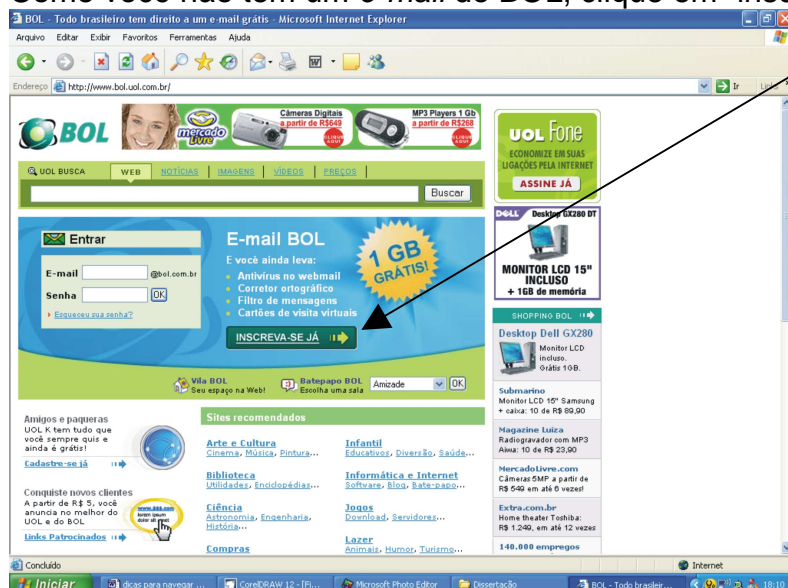 BOL - Todo brasileiro tem direito a um e-mail grátis - Microsoft Internet Explorer
Arquivo Editar Exibir Favoritos Ferramentas Ajuda
Endereço http://www.bol.uol.com.br/ Ir
BOL
mercado Livre
Câmeras Digitais
a partir de R$649
MP3 Players 1 Gb
a partir de R$268
UOL BUSCA WEB NOTÍCIAS IMAGENS VÍDEOS PREÇOS
Buscar
UOL Fone
ECONOMIZE EM SUAS
LIGAÇÕES PELA INTERNET
ASSINE JÁ
DELL Desktop GX280 DT
MONITOR LCD 15"
INCLUSO
+ 1GB de memória
Entrar
E-mail @bol.com.br
Senha OK
Esqueceu sua senha?
E-mail BOL
E você ainda leva:
Antivírus no webmail
Corretor ortográfico
Filtro de mensagens
Cartões de visita virtuais
1 GB
GRÁTIS!
INSCREVA-SE JÁ
Vila BOL
Seu espaço na Web!
Batepapo BOL
Escolha uma sala
Amizade OK
SHOPPING BOL
Desktop Dell GX280
Monitor LCD
incluso.
Grátis 1GB.
Submarino
Monitor LCD 15" Samsung
+ caixa: 10 de R$ 89,90
Magazine Luiza
Radiogravador com MP3
Aiwa: 10 de R$ 23,90
MercadoLivre.com
Câmeras 5MP a partir de
R$ 549 em até 6 vezes!
Extra.com.br
Home theater Toshiba:
R$ 1.249, em até 12 vezes
140.000 empregos
Amigos e paqueras
UOL K tem tudo que
você sempre quis e
ainda é grátis!
Cadastre-se já
Conquiste novos clientes
A partir de R$ 5, você
anuncia no melhor do
UOL e do BOL
Links Patrocinados
Sites recomendados
Arte e Cultura
Cinema, Música, Pintura...
Biblioteca
Utilidades, Enciclopédias...
Ciência
Astronomia, Engenharia,
História...
Compras
Infantil
Educativos, Diversão, Saúde...
Informática e Internet
Software, Blog, Bate-papo...
Jogos
Download, Servidores...
Lazer
Animais, Humor, Turismo...
Concluído Internet
Iniciar dicas para navegar ... CorelDRAW 12 - [Fi... Microsoft Photo Editor Dissertação BOL - Todo brasileir... 18:10